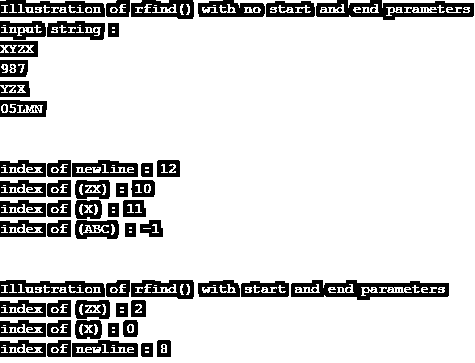 Illustration of rfind() with no start and end parameters
input string :
XYZX
987
YZX
05LMN
index of newline : 12
index of (ZX) : 10
index of (X) : 11
index of (ABC) : -1
Illustration of rfind() with start and end parameters
index of (ZX) : 2
index of (X) : 0
index of newline : 8